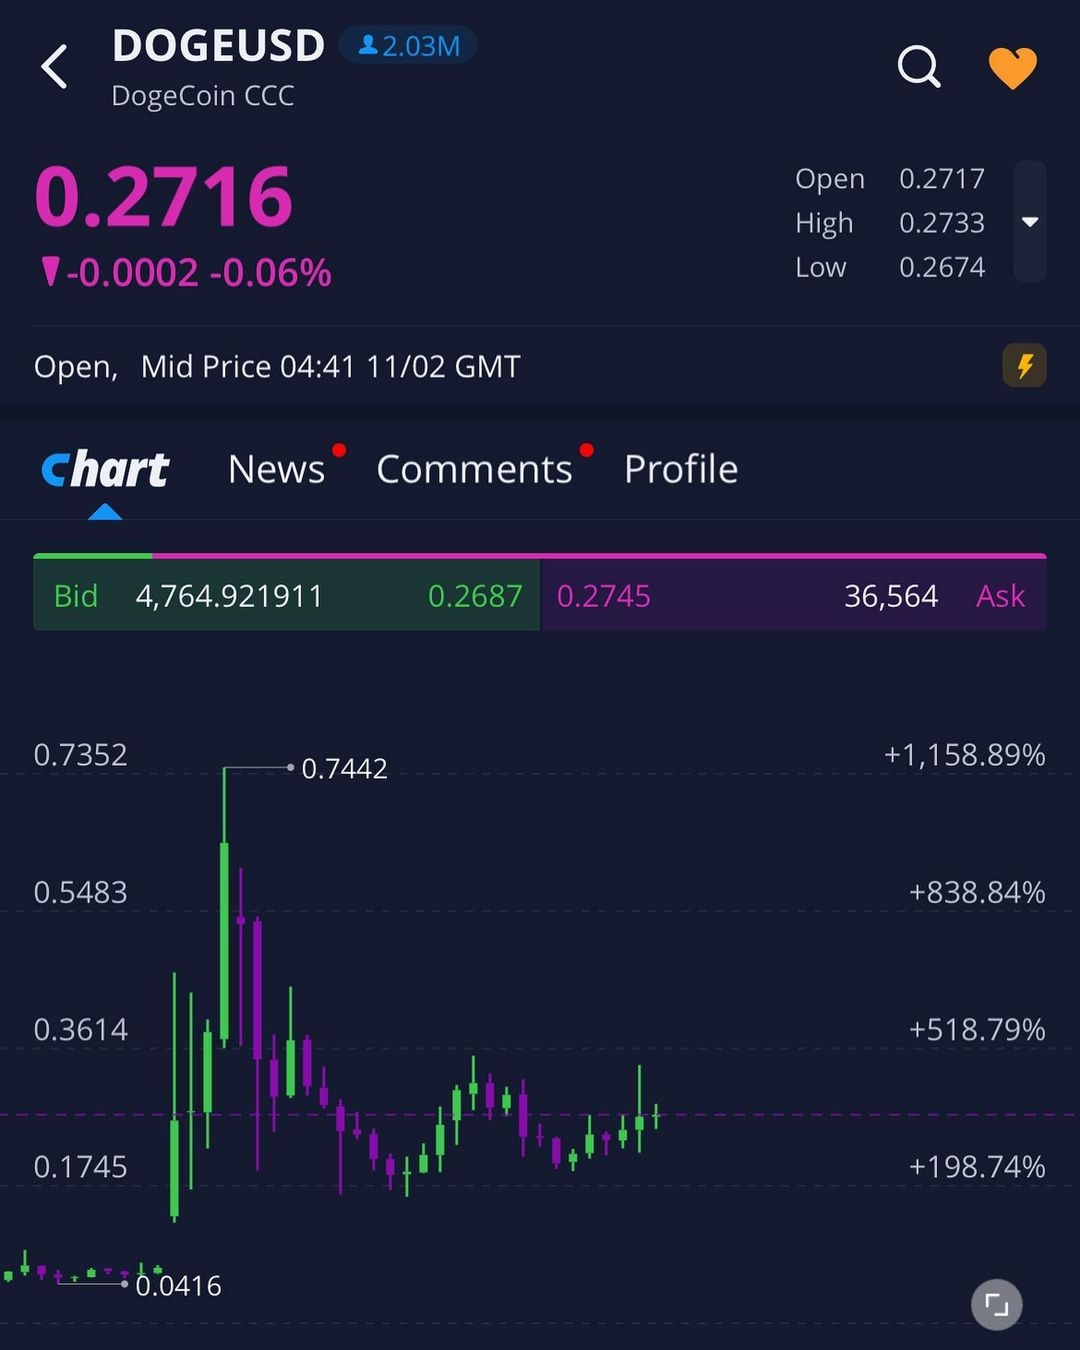 DOGEUSD 2.03M
DogeCoin CCC
0.2716
-0.0002 -0.06%
Open 0.2717
High 0.2733
Low 0.2674
Open, Mid Price 04:41 11/02 GMT
Chart News Comments Profile
Bid 4,764.921911 0.2687 0.2745 36,564 Ask
0.7352 +1,158.89%
0.7442
0.5483 +838.84%
0.3614 +518.79%
0.1745 +198.74%
0.0416